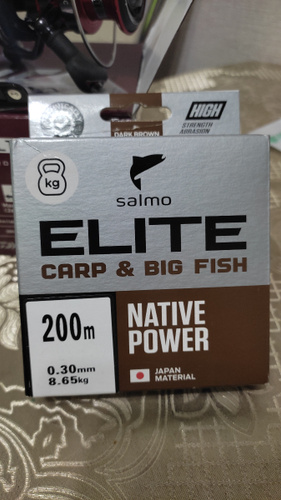 DARK BROWN
HIGH
STRENGTH
ABRASION
kg
salmo
ELITE
CARP & BIG FISH
200m
0.30mm
8.65kg
NATIVE
POWER
JAPAN
MATERIAL